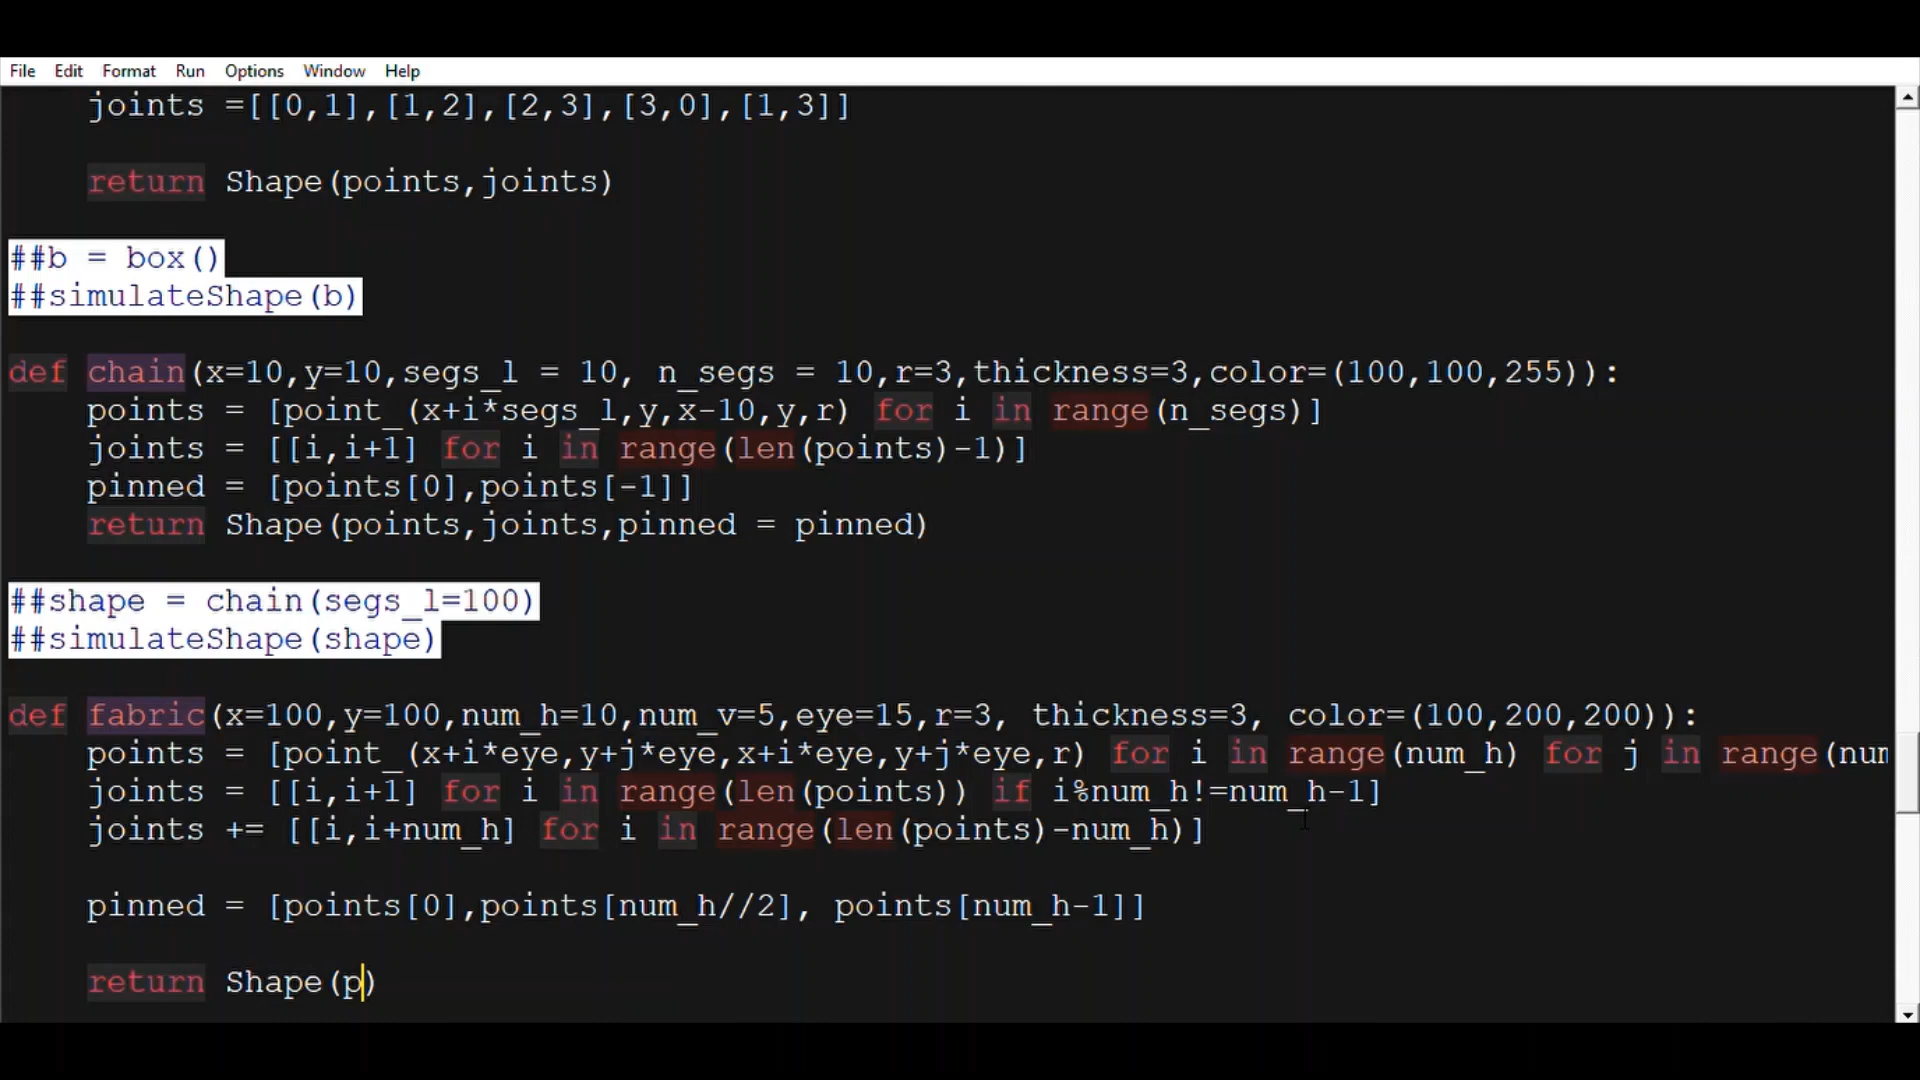 File Edit Format Run Options Window Help
joints =[[0,1],[1,2],[2,3],[3,0],[1,3]]
return Shape(points,joints)
##b = box()
##simulateShape(b)
def chain(x=10,y=10,segs_l = 10, n_segs = 10,r=3,thickness=3,color=(100,100,255)):
points = [point_(x+i*segs_l,y,x-10,y,r) for i in range(n_segs)]
joints = [[i,i+1] for i in range(len(points)-1)]
pinned = [points[0],points[-1]]
return Shape(points,joints,pinned = pinned)
##shape = chain(segs_l=100)
##simulateShape(shape)
def fabric(x=100,y=100,num_h=10,num_v=5,eye=15,r=3, thickness=3, color=(100,200,200)):
points = [point_(x+i*eye,y+j*eye,x+i*eye,y+j*eye,r) for i in range(num_h) for j in range(num
joints = [[i,i+1] for i in range(len(points)) if i%num_h!=num_h-1]
joints += [[i,i+num_h] for i in range(len(points)-num_h)]
pinned = [points[0],points[num_h//2], points[num_h-1]]
return Shape(p)